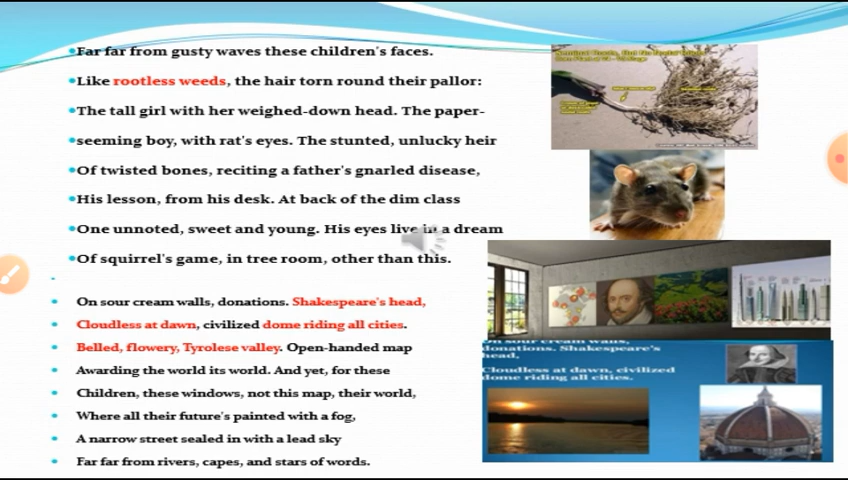 Far far from gusty waves these children's faces.
Like rootless weeds, the hair torn round their pallor:
The tall girl with her weighed-down head. The paper-
seeming boy, with rat's eyes. The stunted, unlucky heir
Of twisted bones, reciting a father's gnarled disease,
His lesson, from his desk. At back of the dim class
One unnoted, sweet and young. His eyes live in a dream
Of squirrel's game, in tree room, other than this.
On sour cream walls, donations. Shakespeare's head,
Cloudless at dawn, civilized dome riding all cities.
Belled, flowery, Tyrolese valley. Open-handed map
Awarding the world its world. And yet, for these
Children, these windows, not this map, their world,
Where all their future's painted with a fog,
A narrow street sealed in with a lead sky
Far far from rivers, capes, and stars of words.
On sour cream walls,
donations. Shakespeare's
head,
Cloudless at dawn, civilized
dome riding all cities.